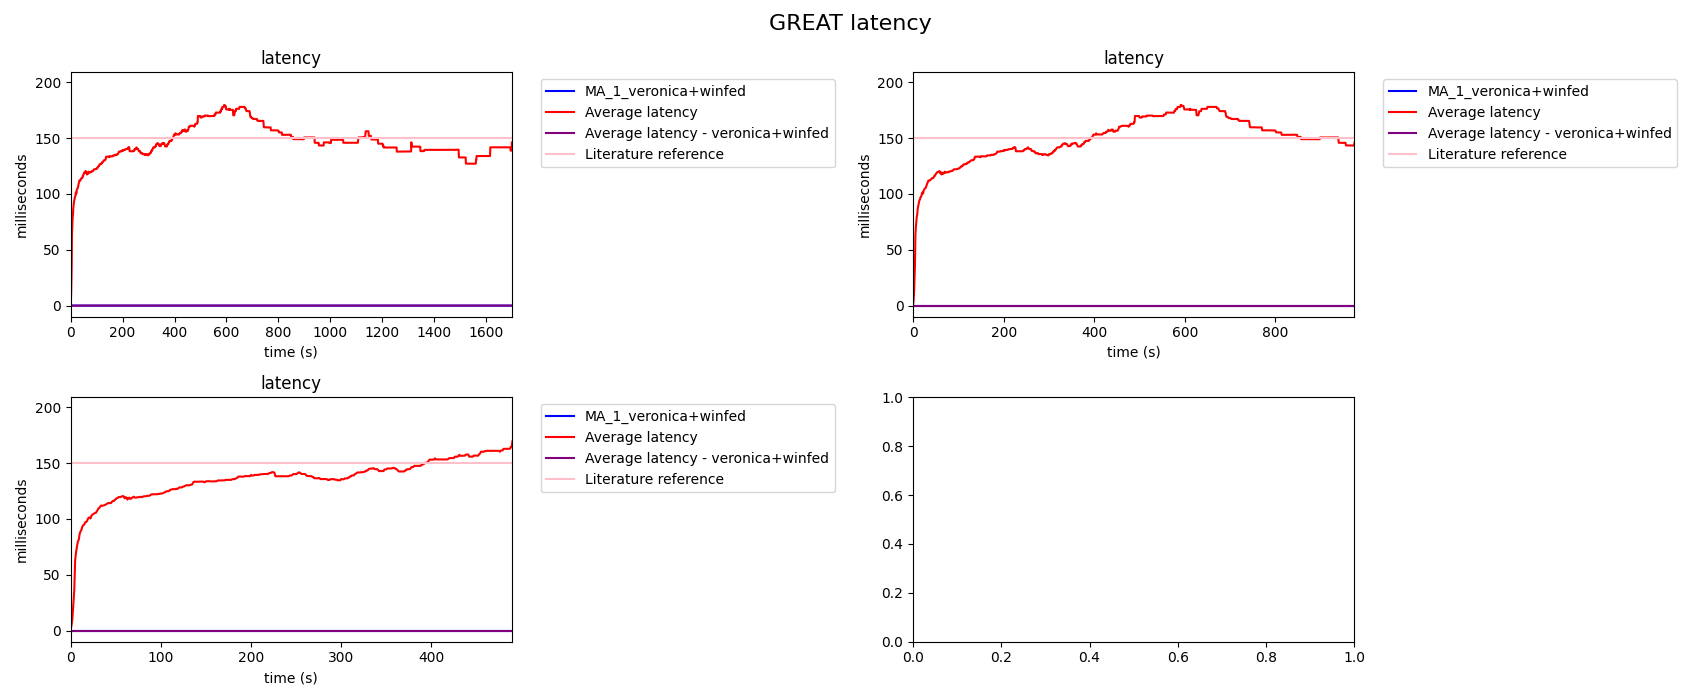 GREAT latency
latency
milliseconds
200
150
100
50
0
0 200 400 600 800 1000 1200 1400 1600
time (s)
MA_1_veronica+winfed
Average latency
Average latency - veronica+winfed
Literature reference
latency
milliseconds
200
150
100
50
0
0 200 400 600 800
time (s)
MA_1_veronica+winfed
Average latency
Average latency - veronica+winfed
Literature reference
latency
milliseconds
200
150
100
50
0
0 100 200 300 400
time (s)
MA_1_veronica+winfed
Average latency
Average latency - veronica+winfed
Literature reference
1.0
0.8
0.6
0.4
0.2
0.0
0.0 0.2 0.4 0.6 0.8 1.0